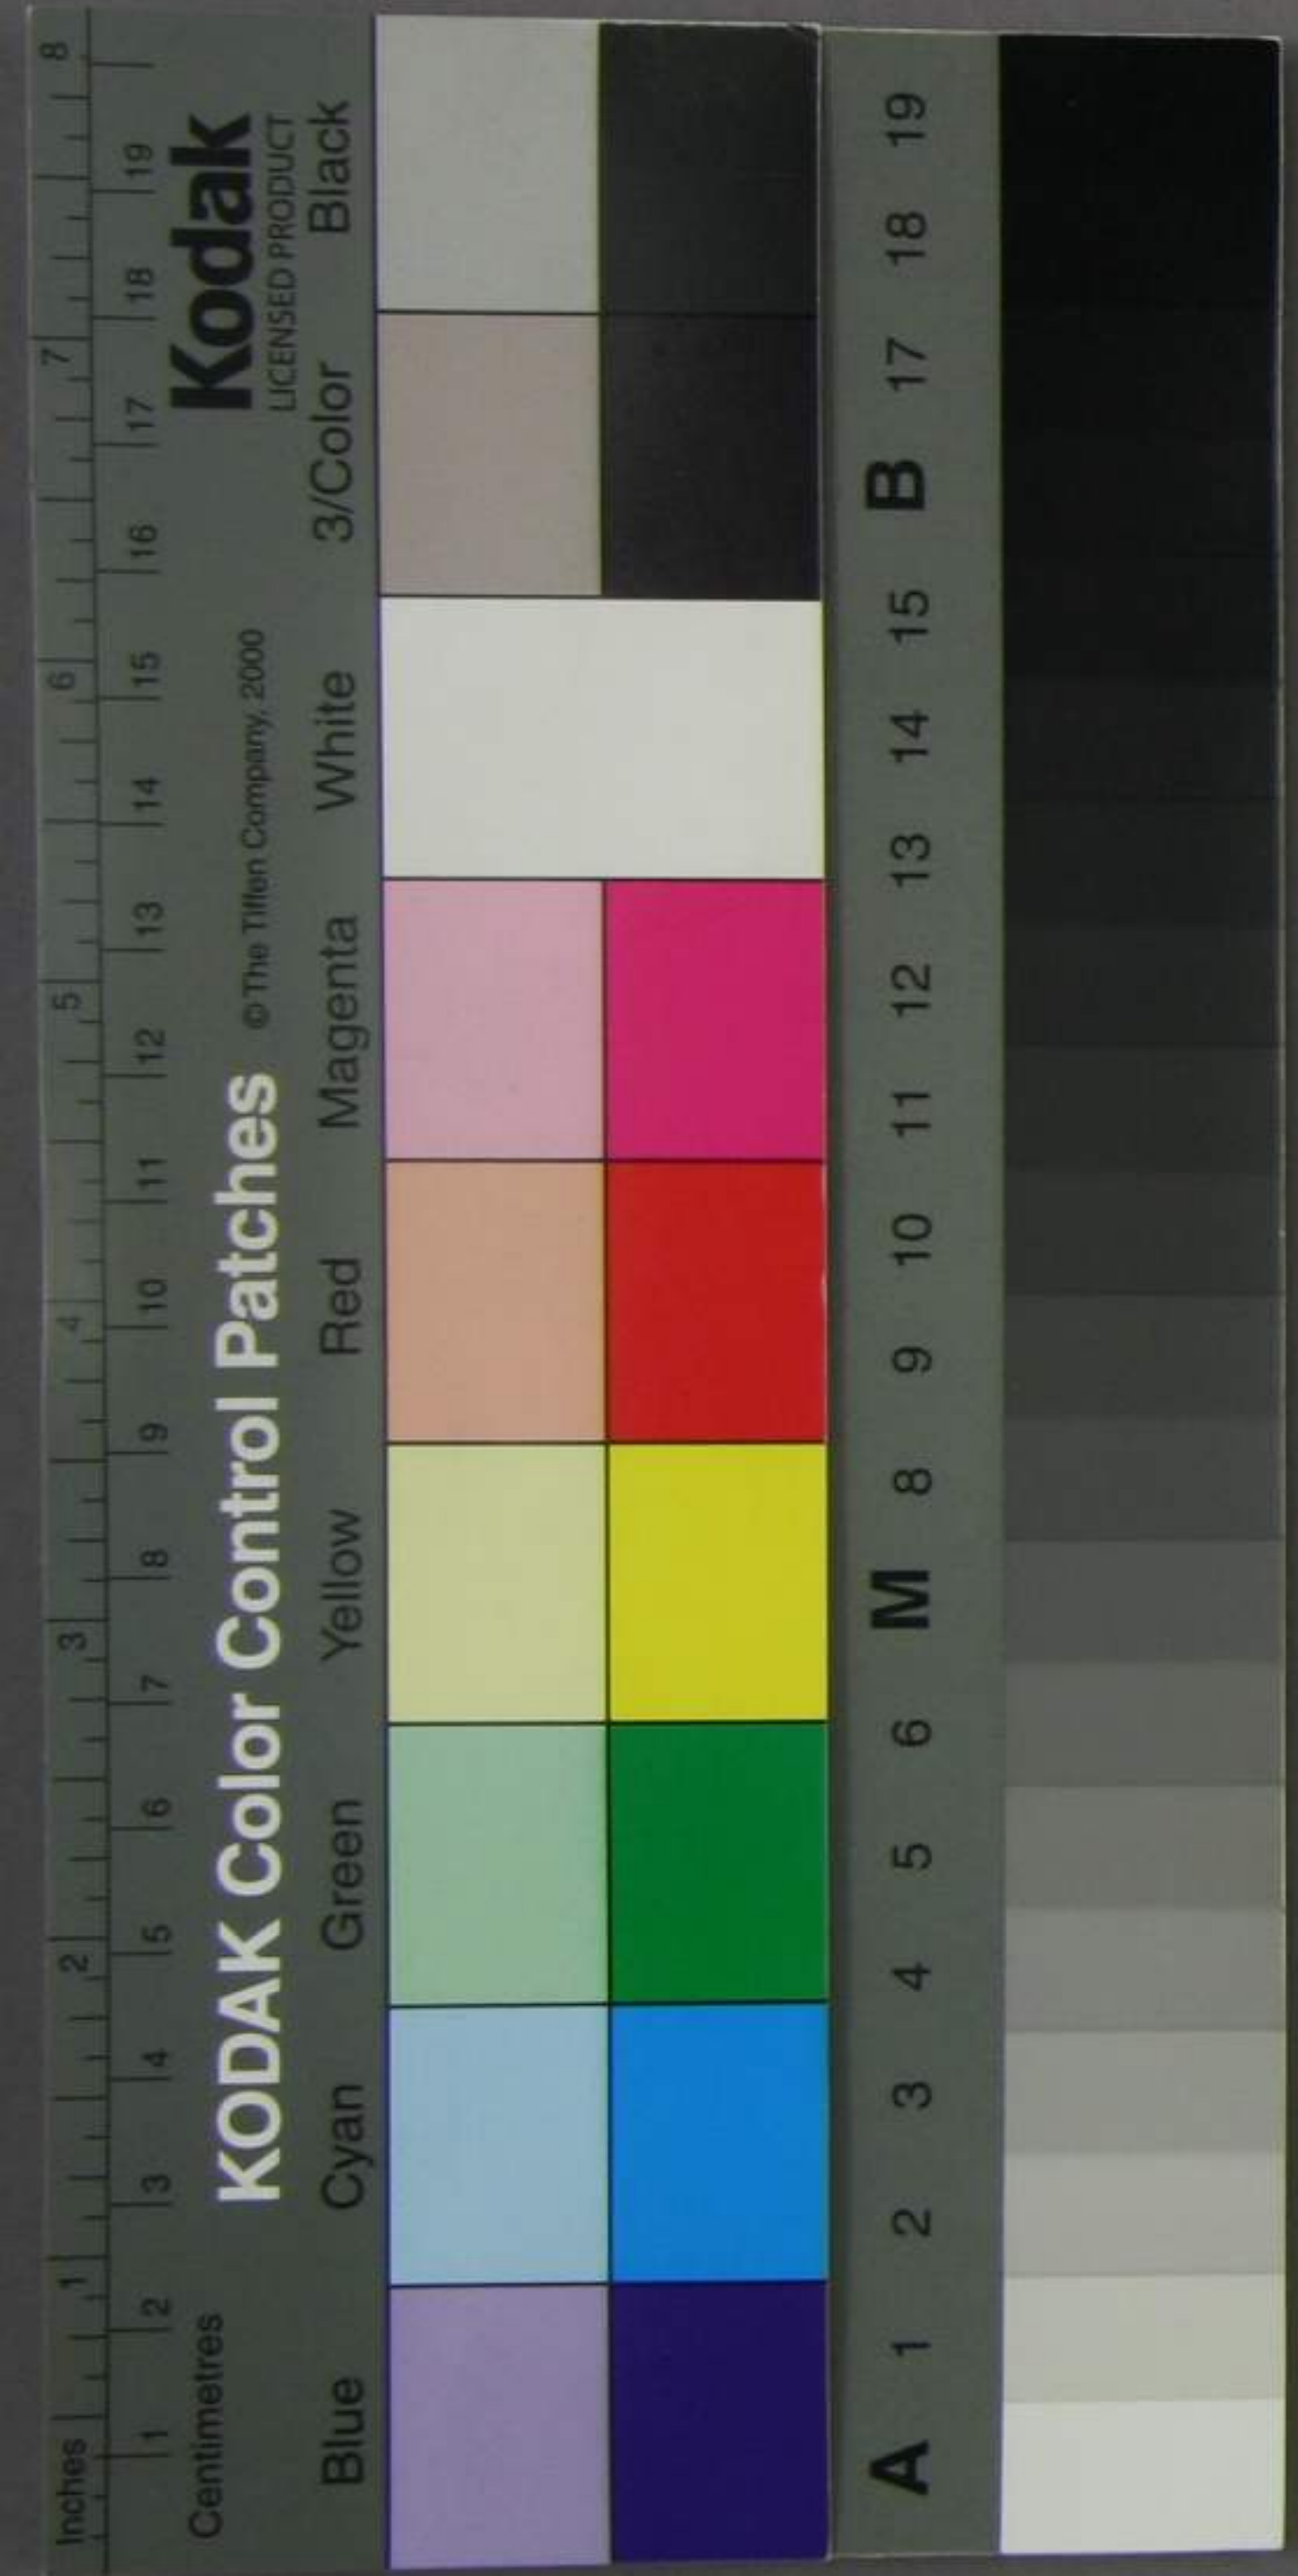 Inches 1 2 3 4 5 6 7 8
Centimetres 1 2 3 4 5 6 7 8 9 10 11 12 13 14 15 16 17 18 19
KODAK Color Control Patches © The Tiffen Company, 2000 Kodak
LICENSED PRODUCT
Blue Cyan Green Yellow Red Magenta White 3/Color Black
A 1 2 3 4 5 6 M 8 9 10 11 12 13 14 15 B 17 18 19